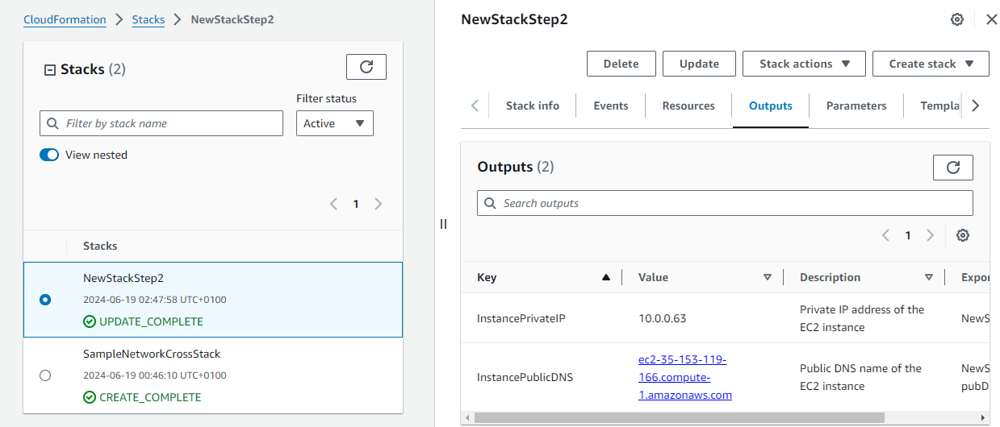 CloudFormation > Stacks > NewStackStep2
Stacks (2)
Filter status
Filter by stack name
Active
View nested
1
Stacks
NewStackStep2
2024-06-19 02:47:58 UTC+0100
UPDATE_COMPLETE
SampleNetworkCrossStack
2024-06-19 00:46:10 UTC+0100
CREATE_COMPLETE
NewStackStep2
Delete Update Stack actions Create stack
Stack info Events Resources Outputs Parameters Templa
Outputs (2)
Search outputs
1
Key Value Description Expor
InstancePrivateIP 10.0.0.63 Private IP address of the NewS
EC2 instance
InstancePublicDNS ec2-35-153-119- Public DNS name of the NewS
166.compute- EC2 instance pubD
1.amazonaws.com